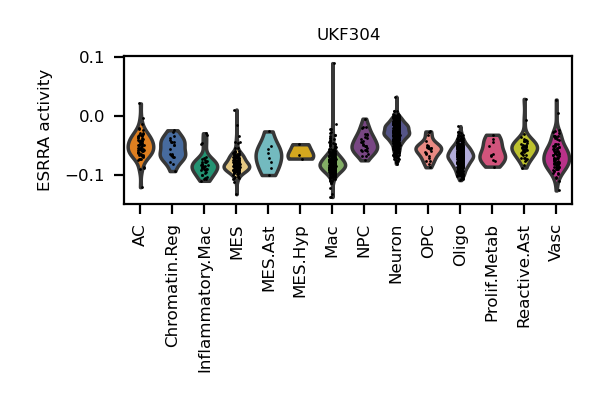 UKF304
ESRRA activity
0.1
0.0
−0.1
AC
Chromatin.Reg
Inflammatory.Mac
MES
MES.Ast
MES.Hyp
Mac
NPC
Neuron
OPC
Oligo
Prolif.Metab
Reactive.Ast
Vasc